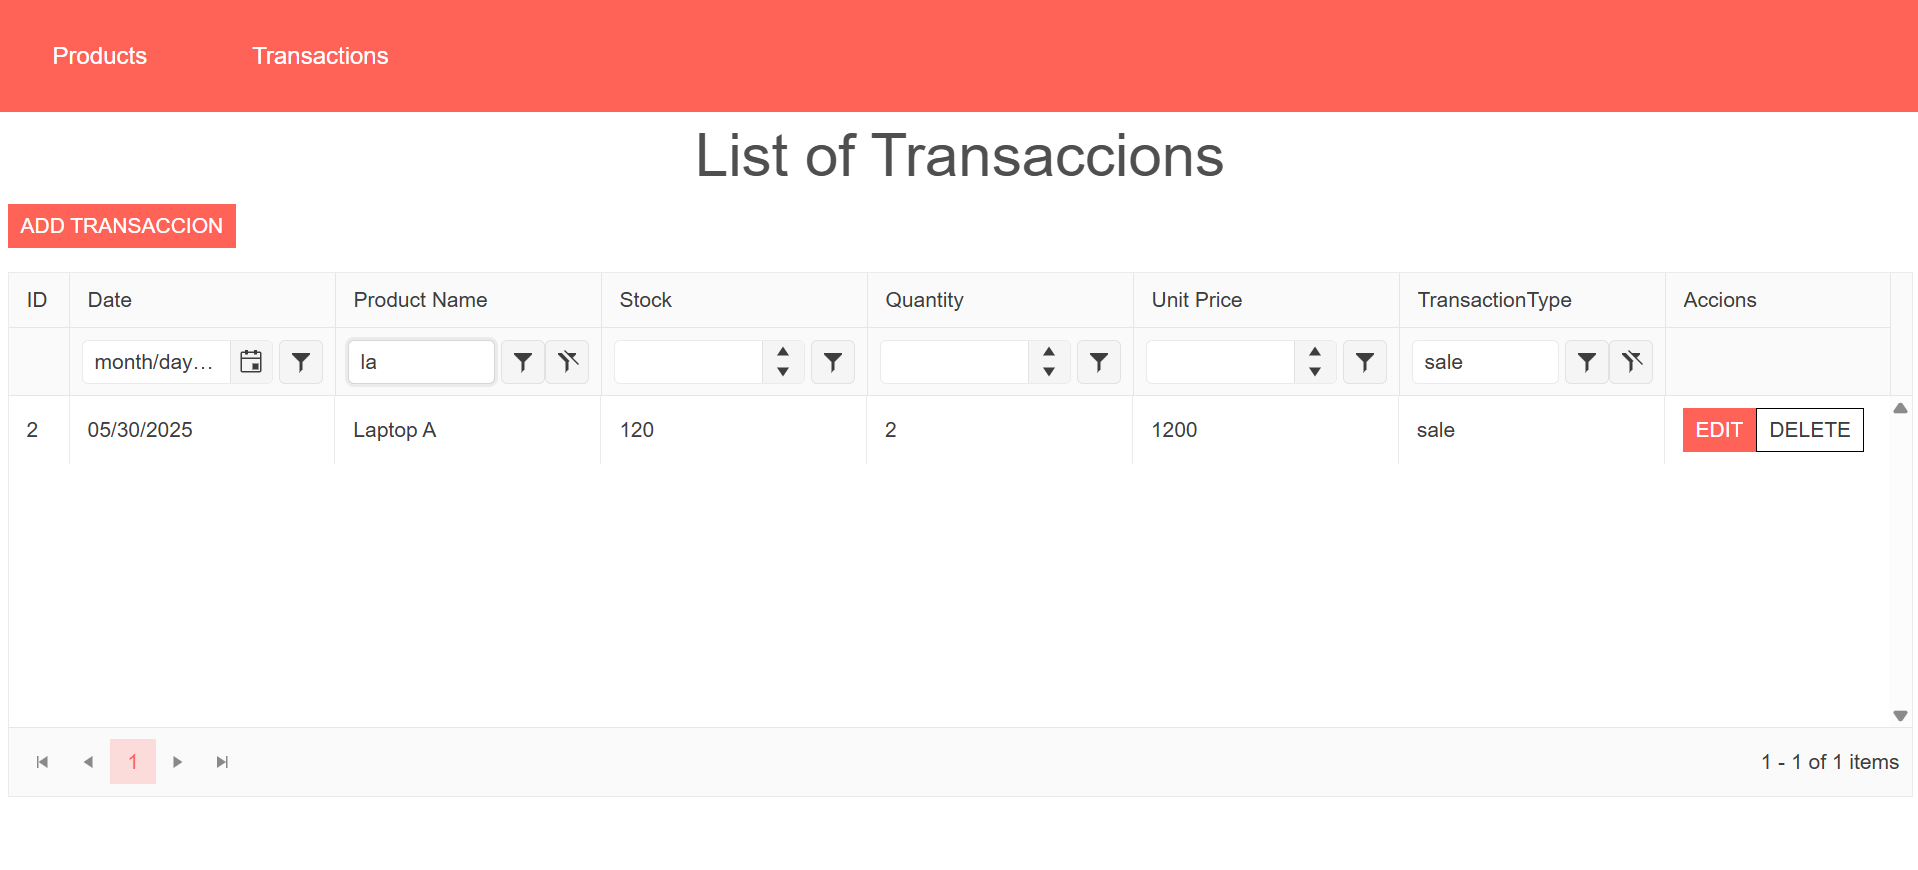 Products Transactions
List of Transaccions
ADD TRANSACCION
ID Date Product Name Stock Quantity Unit Price TransactionType Accions
month/day... la sale
2 05/30/2025 Laptop A 120 2 1200 sale EDIT DELETE
1 1 - 1 of 1 items